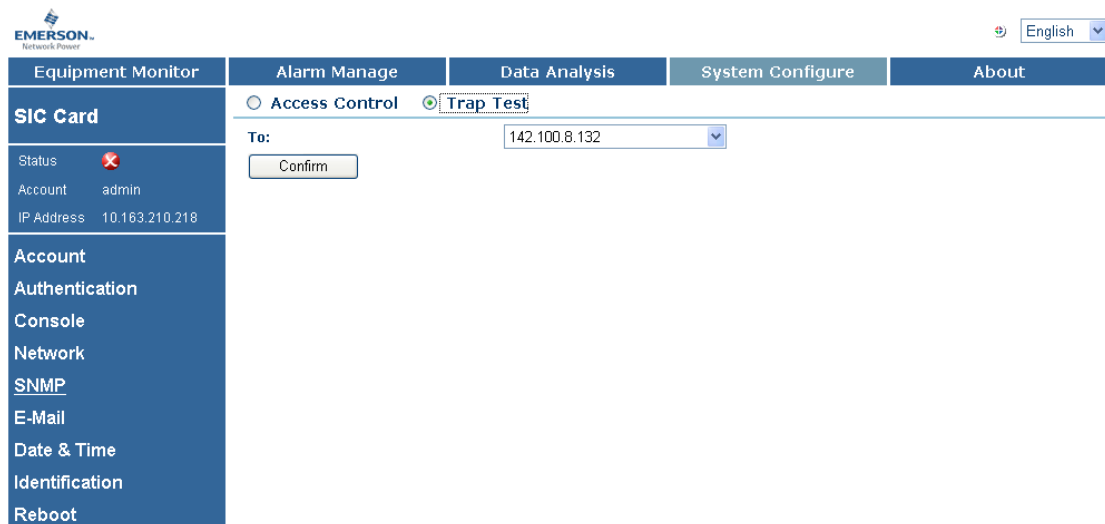 EMERSON™
Network Power
English
Equipment Monitor Alarm Manage Data Analysis System Configure About
SIC Card
Access Control Trap Test
To: 142.100.8.132
Confirm
Status
Account admin
IP Address 10.163.210.218
Account
Authentication
Console
Network
SNMP
E-Mail
Date & Time
Identification
Reboot